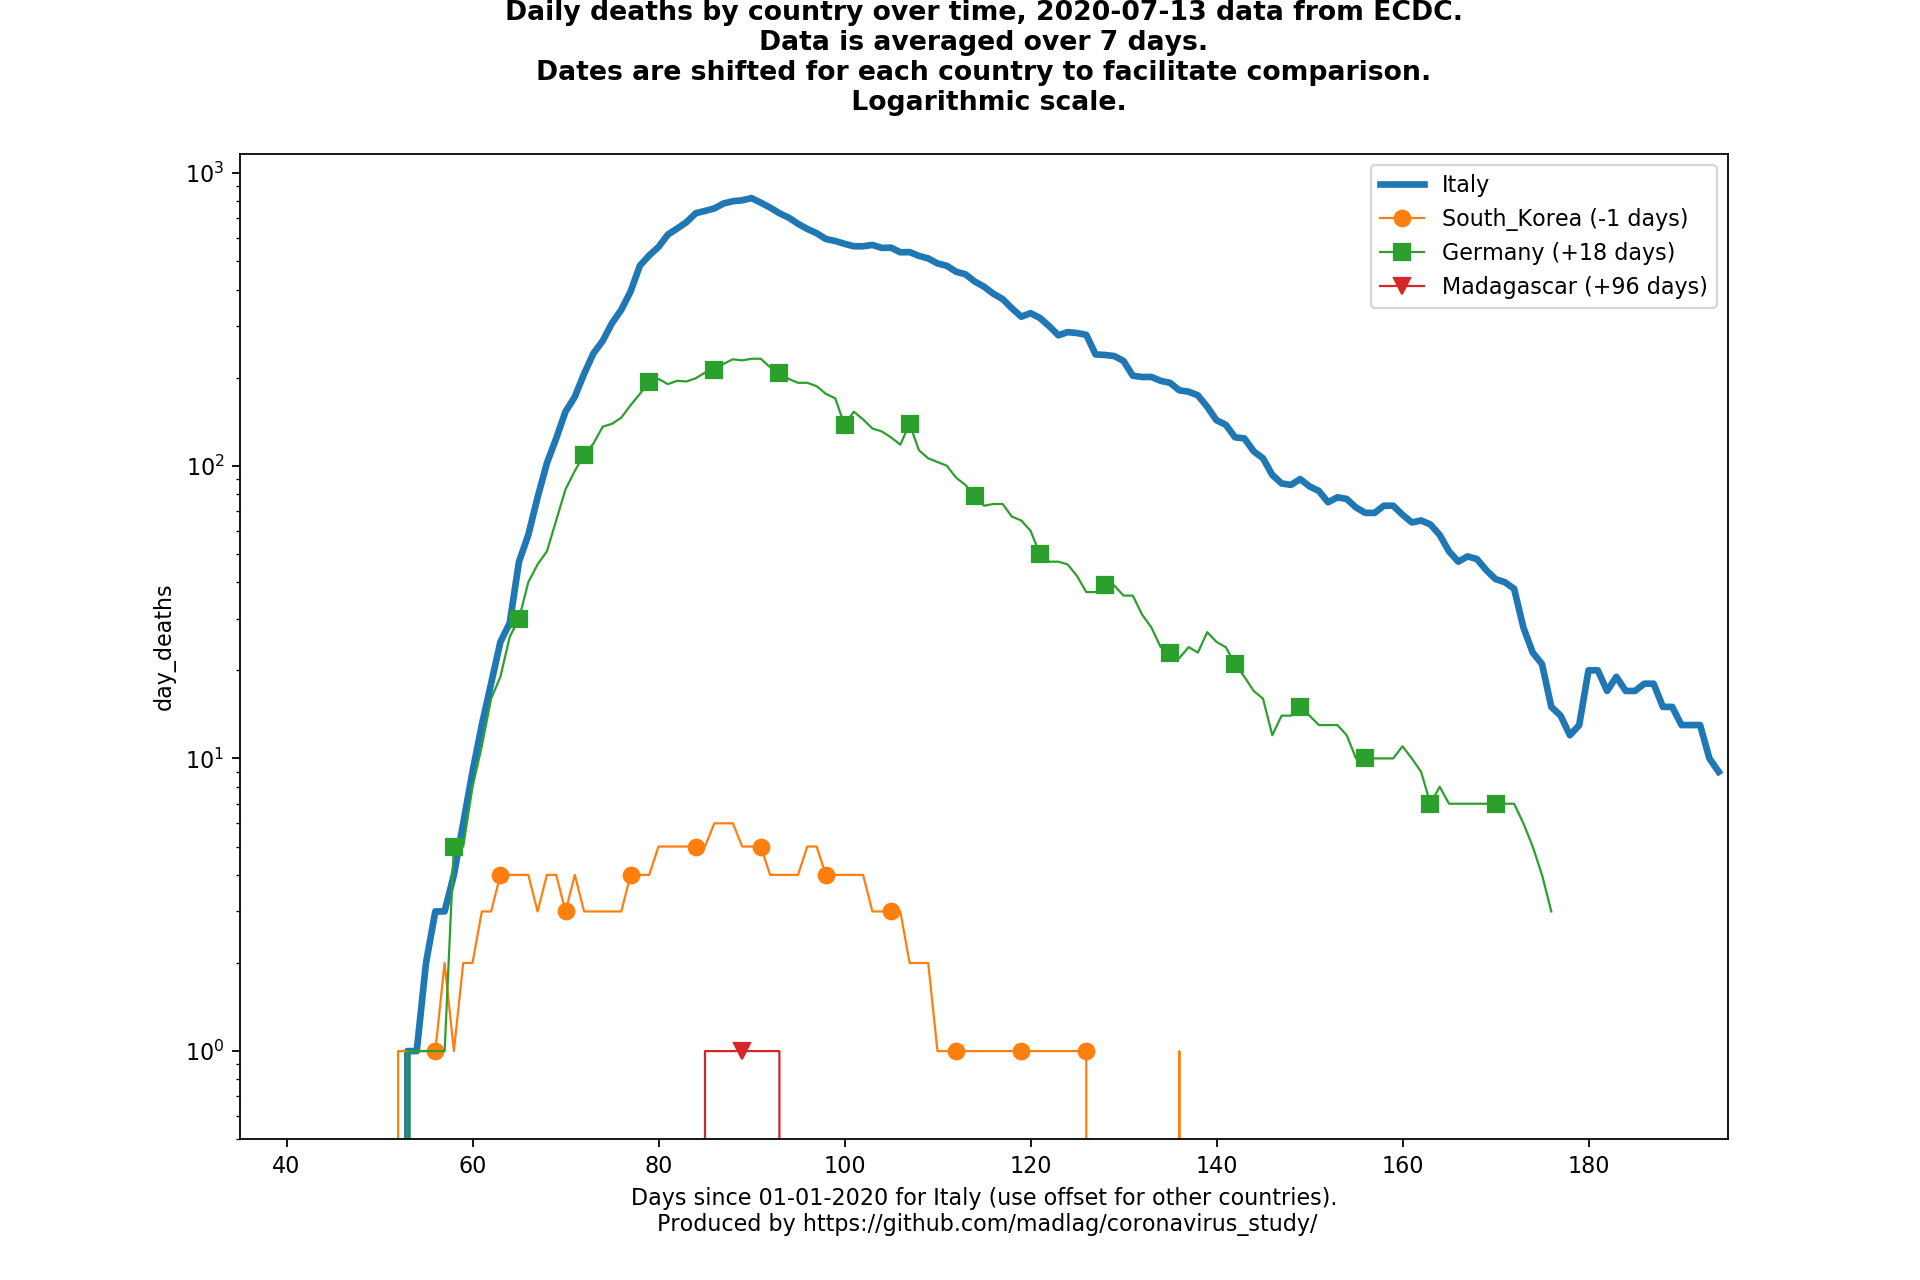 Daily deaths by country over time, 2020-07-13 data from ECDC.
Data is averaged over 7 days.
Dates are shifted for each country to facilitate comparison.
Logarithmic scale.
10³
10²
10¹
10⁰
day_deaths
Italy
South_Korea (-1 days)
Germany (+18 days)
Madagascar (+96 days)
40 60 80 100 120 140 160 180
Days since 01-01-2020 for Italy (use offset for other countries).
Produced by https://github.com/madlag/coronavirus_study/